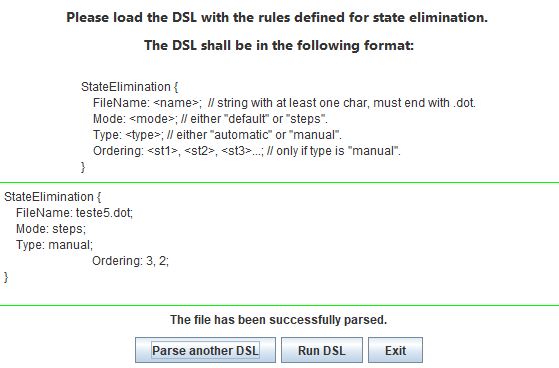 Please load the DSL with the rules defined for state elimination.
The DSL shall be in the following format:
StateElimination {
FileName: <name>; // string with at least one char, must end with .dot.
Mode: <mode>; // either "default" or "steps".
Type: <type>; // either "automatic" or "manual".
Ordering: <st1>, <st2>, <st3>...; // only if type is "manual".
}
StateElimination {
FileName: teste5.dot;
Mode: steps;
Type: manual;
Ordering: 3, 2;
}
The file has been successfully parsed.
Parse another DSL Run DSL Exit